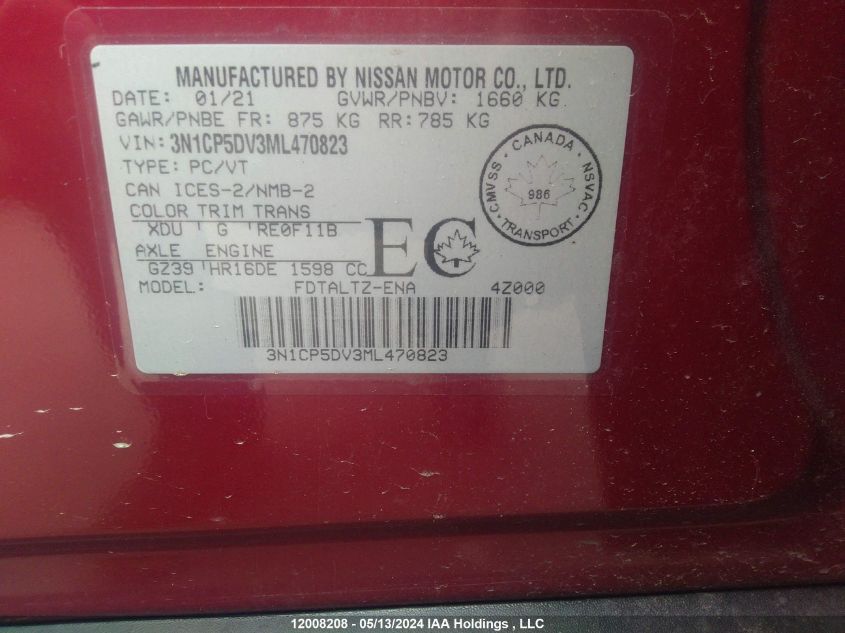 MANUFACTURED BY NISSAN MOTOR CO., LTD.
DATE: 01/21 GVWR/PNBV: 1660 KG
GAWR/PNBE FR: 875 KG RR: 785 KG
VIN: 3N1CP5DV3ML470823
TYPE: PC/VT
CAN ICES-2/NMB-2
COLOR TRIM TRANS
XDU ' G 'RE0F11B
AXLE ENGINE
GZ39 'HR16DE 1598 CC
EC
MODEL: FDTALTZ-ENA 4Z000
3N1CP5DV3ML470823
CANADA
CMVSS
986
NSVAC
TRANSPORT
12008208 - 05/13/2024 IAA Holdings , LLC